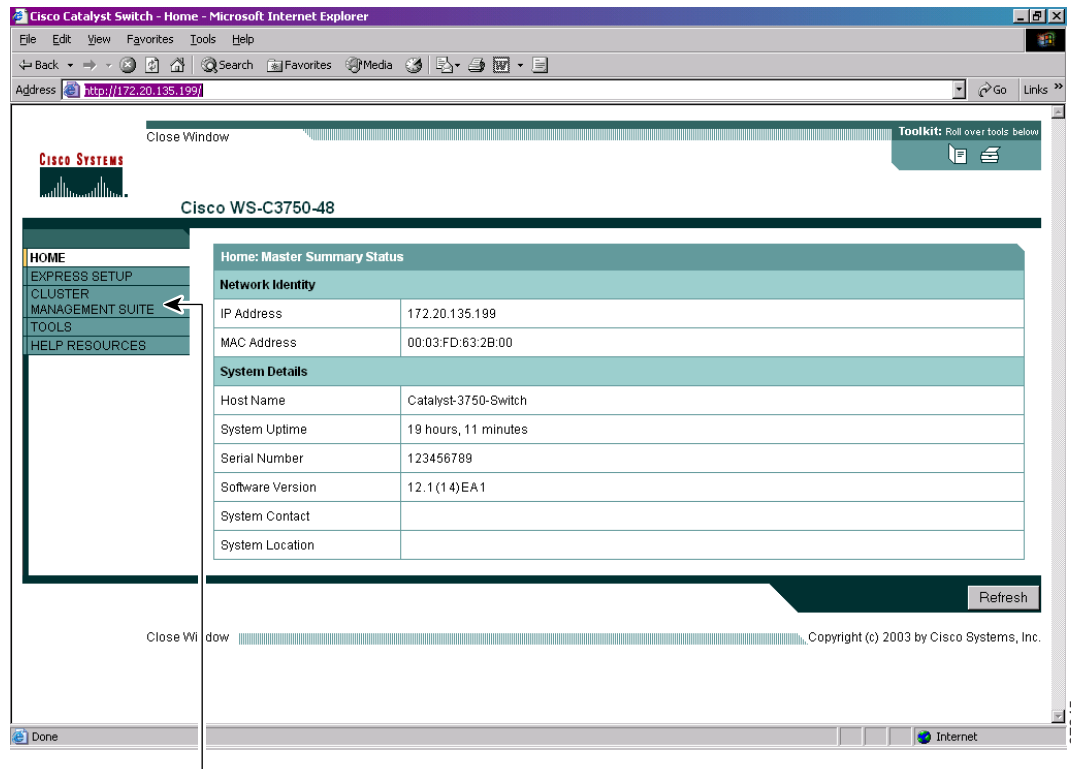 Cisco Catalyst Switch - Home - Microsoft Internet Explorer
File Edit View Favorites Tools Help
Back Search Favorites Media
Address http://172.20.135.199/ Go Links »
Close Window
Toolkit: Roll over tools below
CISCO SYSTEMS
Cisco WS-C3750-48
HOME
EXPRESS SETUP
CLUSTER
MANAGEMENT SUITE
TOOLS
HELP RESOURCES
Home: Master Summary Status
Network Identity
IP Address 172.20.135.199
MAC Address 00:03:FD:63:2B:00
System Details
Host Name Catalyst-3750-Switch
System Uptime 19 hours, 11 minutes
Serial Number 123456789
Software Version 12.1(14)EA1
System Contact
System Location
Refresh
Close Window
Copyright (c) 2003 by Cisco Systems, Inc.
Done Internet